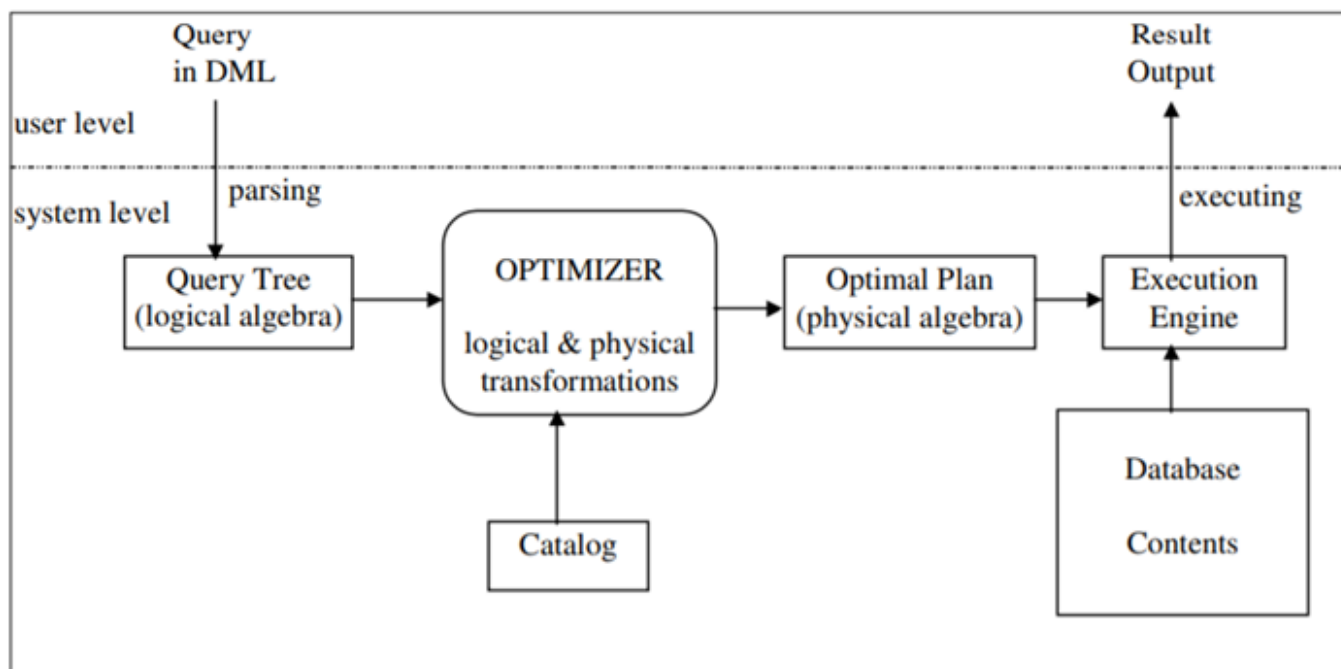 Query
in DML
Result
Output
user level
system level
parsing
executing
Query Tree
(logical algebra)
OPTIMIZER
logical & physical
transformations
Optimal Plan
(physical algebra)
Execution
Engine
Catalog
Database
Contents